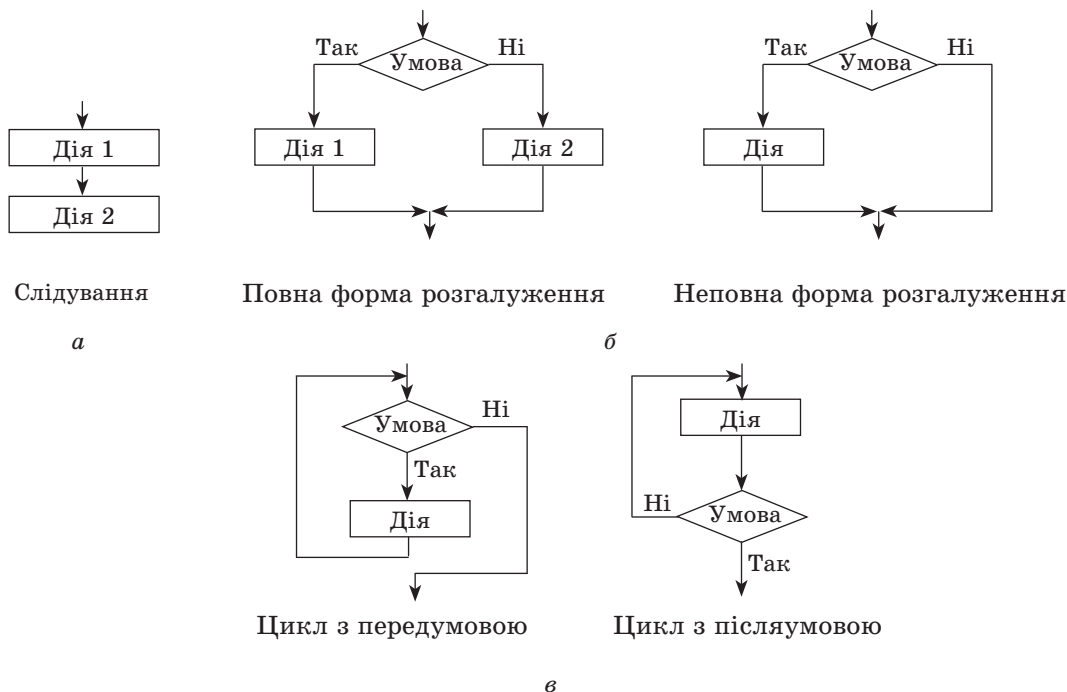 Так Умова Ні
Так Умова Ні
Дія 1
Дія 2
Дія 1 Дія 2
Дія
Слідування
Повна форма розгалуження
Неповна форма розгалуження
а
б
Умова Ні
Так
Дія
Дія
Ні Умова
Так
Цикл з передумовою
Цикл з післяумовою
в